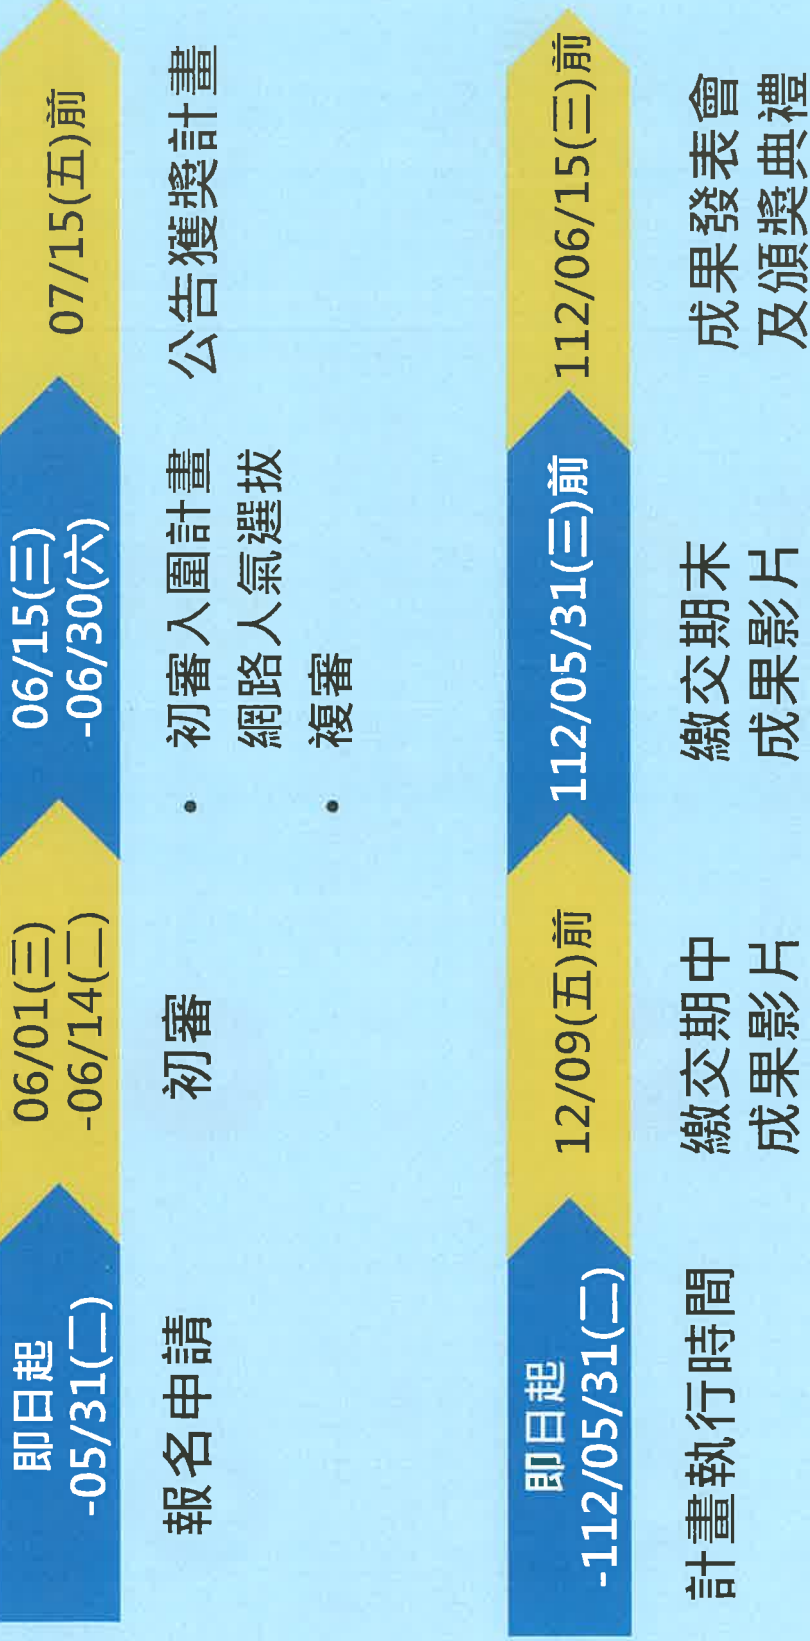 即日起
-05/31(二)
06/01(三)
-06/14(二)
06/15(三)
-06/30(六)
07/15(五)前
報名申請
初審
• 初審入圍計畫
網路人氣選拔
• 複審
公告獲獎計畫
即日起
-112/05/31(二)
12/09(五)前
112/05/31(三)前
112/06/15(三)前
計畫執行時間
繳交期中
成果影片
繳交期末
成果影片
成果發表會
及頒獎典禮